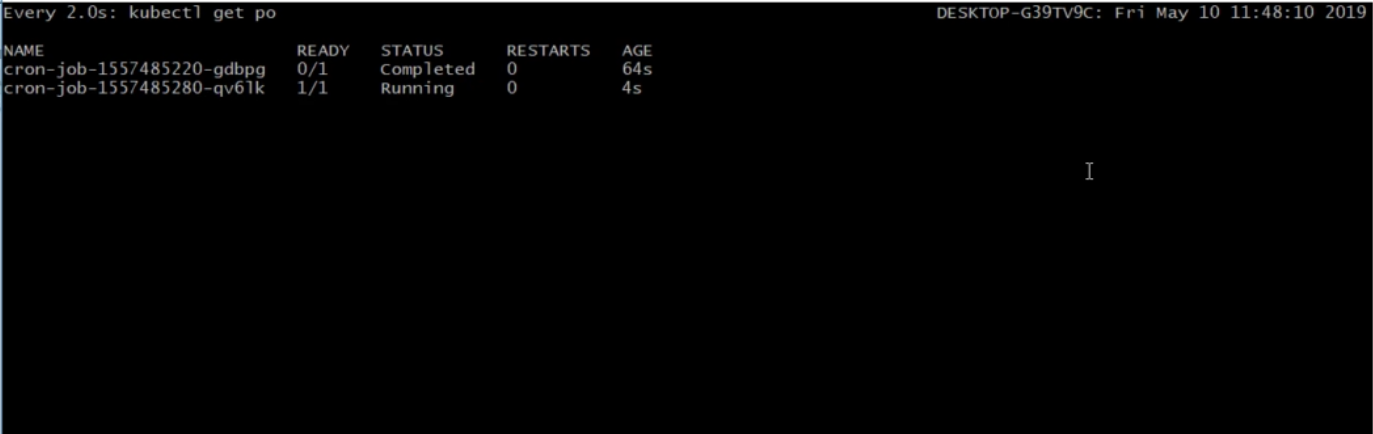 Every 2.0s: kubectl get po DESKTOP-G39TV9C: Fri May 10 11:48:10 2019
NAME READY STATUS RESTARTS AGE
cron-job-1557485220-gdbpg 0/1 Completed 0 64s
cron-job-1557485280-qv6lk 1/1 Running 0 4s